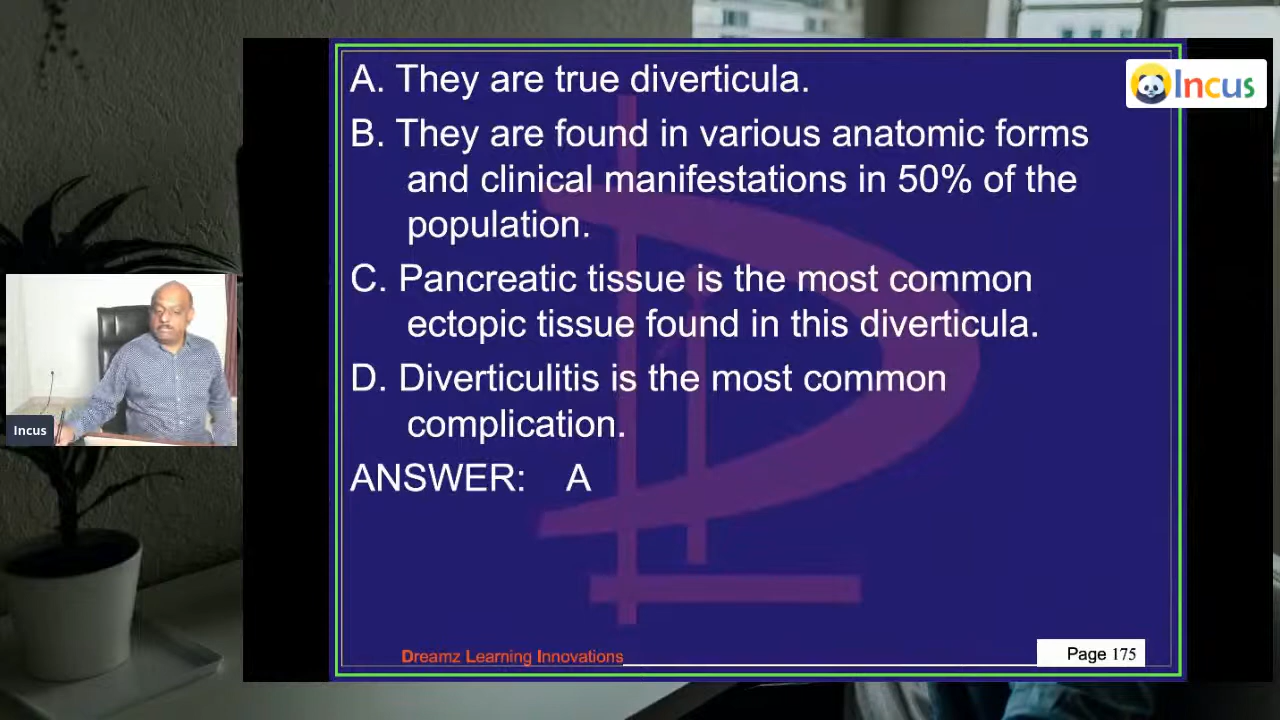 A. They are true diverticula.
B. They are found in various anatomic forms
and clinical manifestations in 50% of the
population.
C. Pancreatic tissue is the most common
ectopic tissue found in this diverticula.
D. Diverticulitis is the most common
complication.
ANSWER: A
Dreamz Learning Innovations
Page 175
Incus
Incus